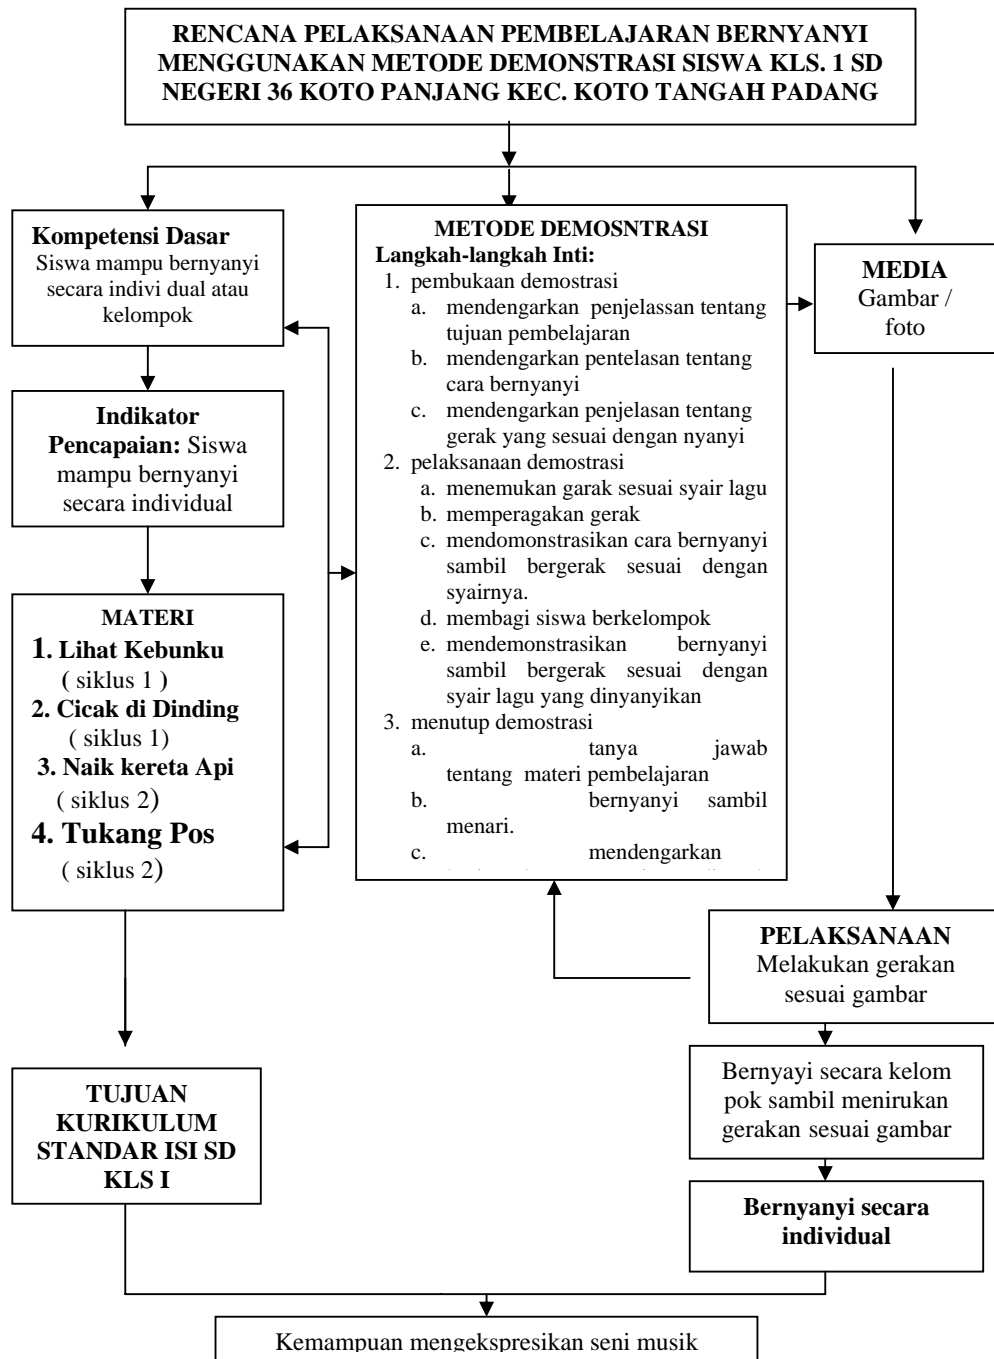 RENCANA PELAKSANAAN PEMBELAJARAN BERNYANYI
MENGGUNAKAN METODE DEMONSTRASI SISWA KLS. 1 SD
NEGERI 36 KOTO PANJANG KEC. KOTO TANGAH PADANG
Kompetensi Dasar
Siswa mampu bernyanyi
secara indivi dual atau
kelompok
Indikator
Pencapaian: Siswa
mampu bernyanyi
secara individual
MATERI
1. Lihat Kebunku
( siklus 1 )
2. Cicak di Dinding
( siklus 1)
3. Naik kereta Api
( siklus 2)
4. Tukang Pos
( siklus 2)
TUJUAN
KURIKULUM
STANDAR ISI SD
KLS I
METODE DEMOSNTRASI
Langkah-langkah Inti:
1. pembukaan demostrasi
a. mendengarkan penjelassan tentang
tujuan pembelajaran
b. mendengarkan pentelasan tentang
cara bernyanyi
c. mendengarkan penjelasan tentang
gerak yang sesuai dengan nyanyi
2. pelaksanaan demostrasi
a. menemukan garak sesuai syair lagu
b. memperagakan gerak
c. mendomonstrasikan cara bernyanyi
sambil bergerak sesuai dengan
syairnya.
d. membagi siswa berkelompok
e. mendemonstrasikan bernyanyi
sambil bergerak sesuai dengan
syair lagu yang dinyanyikan
3. menutup demostrasi
a. tanya jawab
tentang materi pembelajaran
b. bernyanyi sambil
menari.
c. mendengarkan
MEDIA
Gambar /
foto
PELAKSANAAN
Melakukan gerakan
sesuai gambar
Bernyayi secara kelom
pok sambil menirukan
gerakan sesuai gambar
Bernyanyi secara
individual
Kemampuan mengekspresikan seni musik